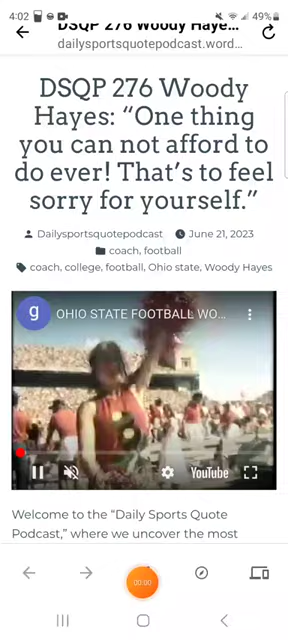 4:02
49%
DSQP 276 Woody Haye...
dailysportsquotepodcast.word...
DSQP 276 Woody
Hayes: “One thing
you can not afford to
do ever! That’s to feel
sorry for yourself.”
Dailysportsquotepodcast June 21, 2023
coach, football
coach, college, football, Ohio state, Woody Hayes
g OHIO STATE FOOTBALL WO...
YouTube
Welcome to the “Daily Sports Quote
Podcast,” where we uncover the most
00:00